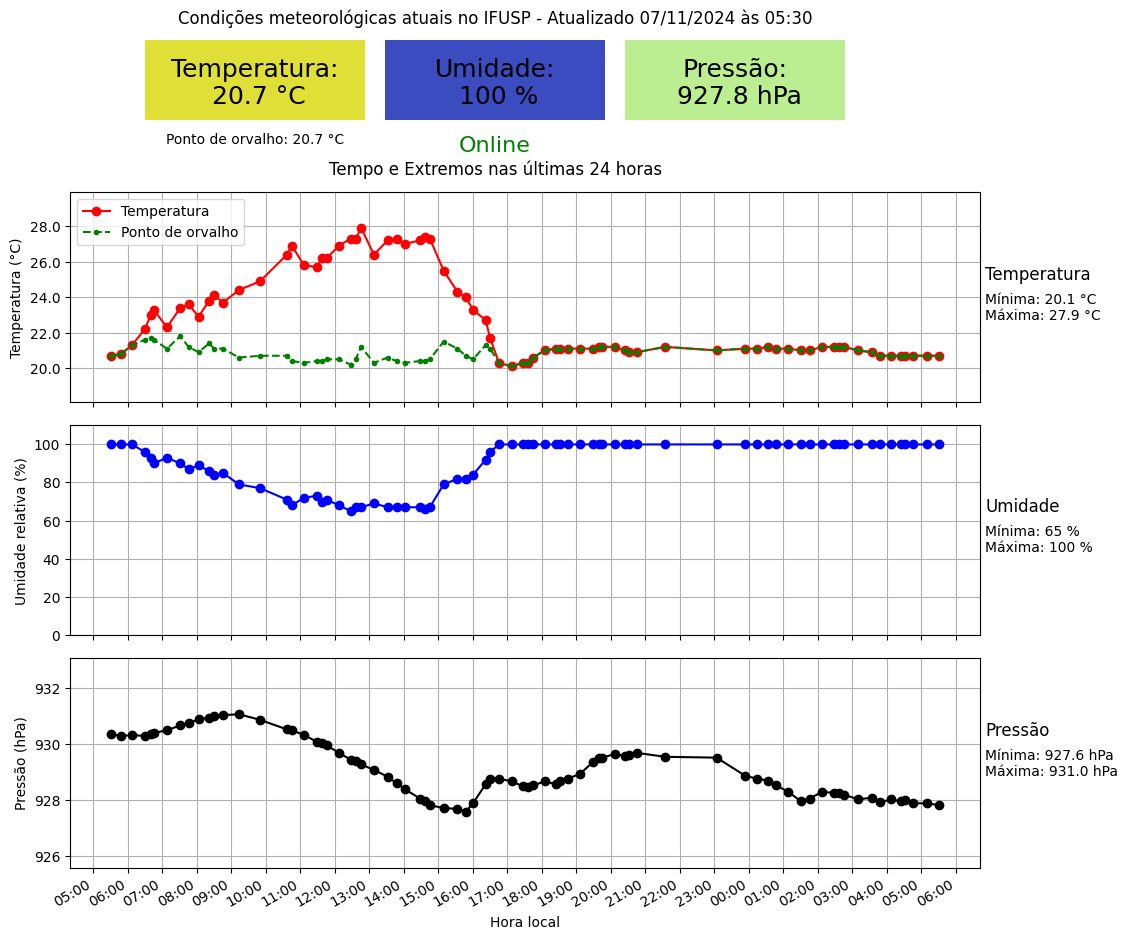 Condições meteorológicas atuais no IFUSP - Atualizado 07/11/2024 às 05:30
Temperatura:
20.7 °C
Umidade:
100 %
Pressão:
927.8 hPa
Ponto de orvalho: 20.7 °C
Online
Tempo e Extremos nas últimas 24 horas
Temperatura (°C)
28.0
26.0
24.0
22.0
20.0
Temperatura
Ponto de orvalho
Temperatura
Mínima: 20.1 °C
Máxima: 27.9 °C
Umidade relativa (%)
100
80
60
40
20
0
Umidade
Mínima: 65 %
Máxima: 100 %
Pressão (hPa)
932
930
928
926
Pressão
Mínima: 927.6 hPa
Máxima: 931.0 hPa
05:00
06:00
07:00
08:00
09:00
10:00
11:00
12:00
13:00
14:00
15:00
16:00
17:00
18:00
19:00
20:00
21:00
22:00
23:00
00:00
01:00
02:00
03:00
04:00
05:00
06:00
Hora local